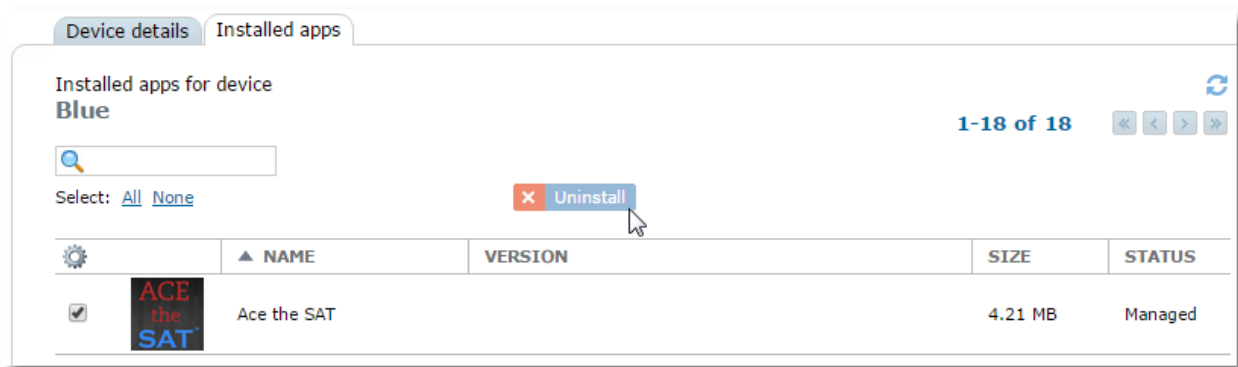 Device details Installed apps
Installed apps for device
Blue
1-18 of 18 « < > »
Select: All None
Uninstall
NAME VERSION SIZE STATUS
ACE
the
SAT
Ace the SAT 4.21 MB Managed